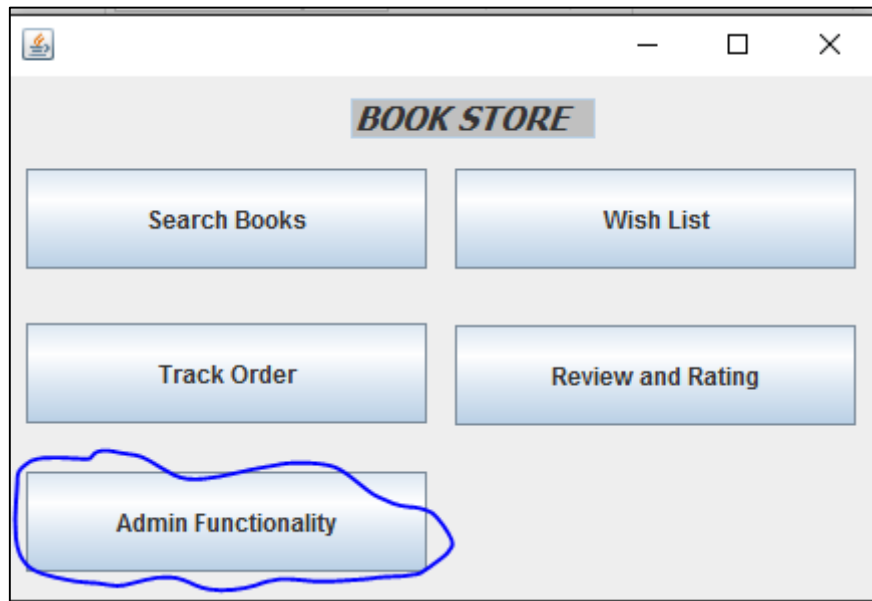 BOOK STORE
Search Books
Wish List
Track Order
Review and Rating
Admin Functionality